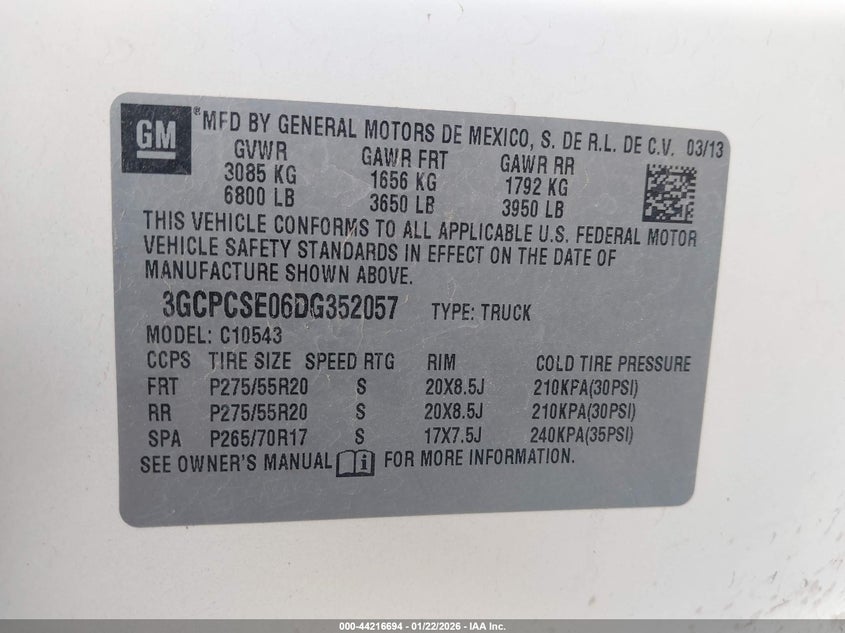 GM ® MFD BY GENERAL MOTORS DE MEXICO, S. DE R.L. DE C.V. 03/13
GVWR GAWR FRT GAWR RR
3085 KG 1656 KG 1792 KG
6800 LB 3650 LB 3950 LB
THIS VEHICLE CONFORMS TO ALL APPLICABLE U.S. FEDERAL MOTOR
VEHICLE SAFETY STANDARDS IN EFFECT ON THE DATE OF
MANUFACTURE SHOWN ABOVE.
3GCPCSE06DG352057 TYPE: TRUCK
MODEL: C10543
CCPS TIRE SIZE SPEED RTG RIM COLD TIRE PRESSURE
FRT P275/55R20 S 20X8.5J 210KPA(30PSI)
RR P275/55R20 S 20X8.5J 210KPA(30PSI)
SPA P265/70R17 S 17X7.5J 240KPA(35PSI)
SEE OWNER'S MANUAL i FOR MORE INFORMATION.
000-44216694 - 01/22/2026 - IAA Inc.